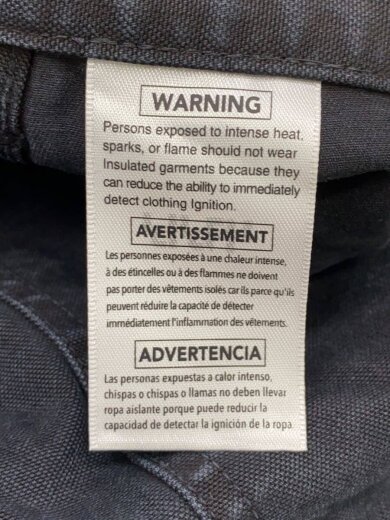 WARNING
Persons exposed to intense heat,
sparks, or flame should not wear
Insulated garments because they
can reduce the ability to immediately
detect clothing Ignition.
AVERTISSEMENT
Les personnes exposées à une chaleur intense,
à des étincelles ou à des flammes ne doivent
pas porter des vêtements isolés car ils parce qu'ils
peuvent réduire la capacité de détecter
immédiatement l'inflammation des vêtements.
ADVERTENCIA
Las personas expuestas a calor intenso,
chispas o chispas o llamas no deben llevar
ropa aislante porque puede reducir la
capacidad de detectar la ignición de la ropa